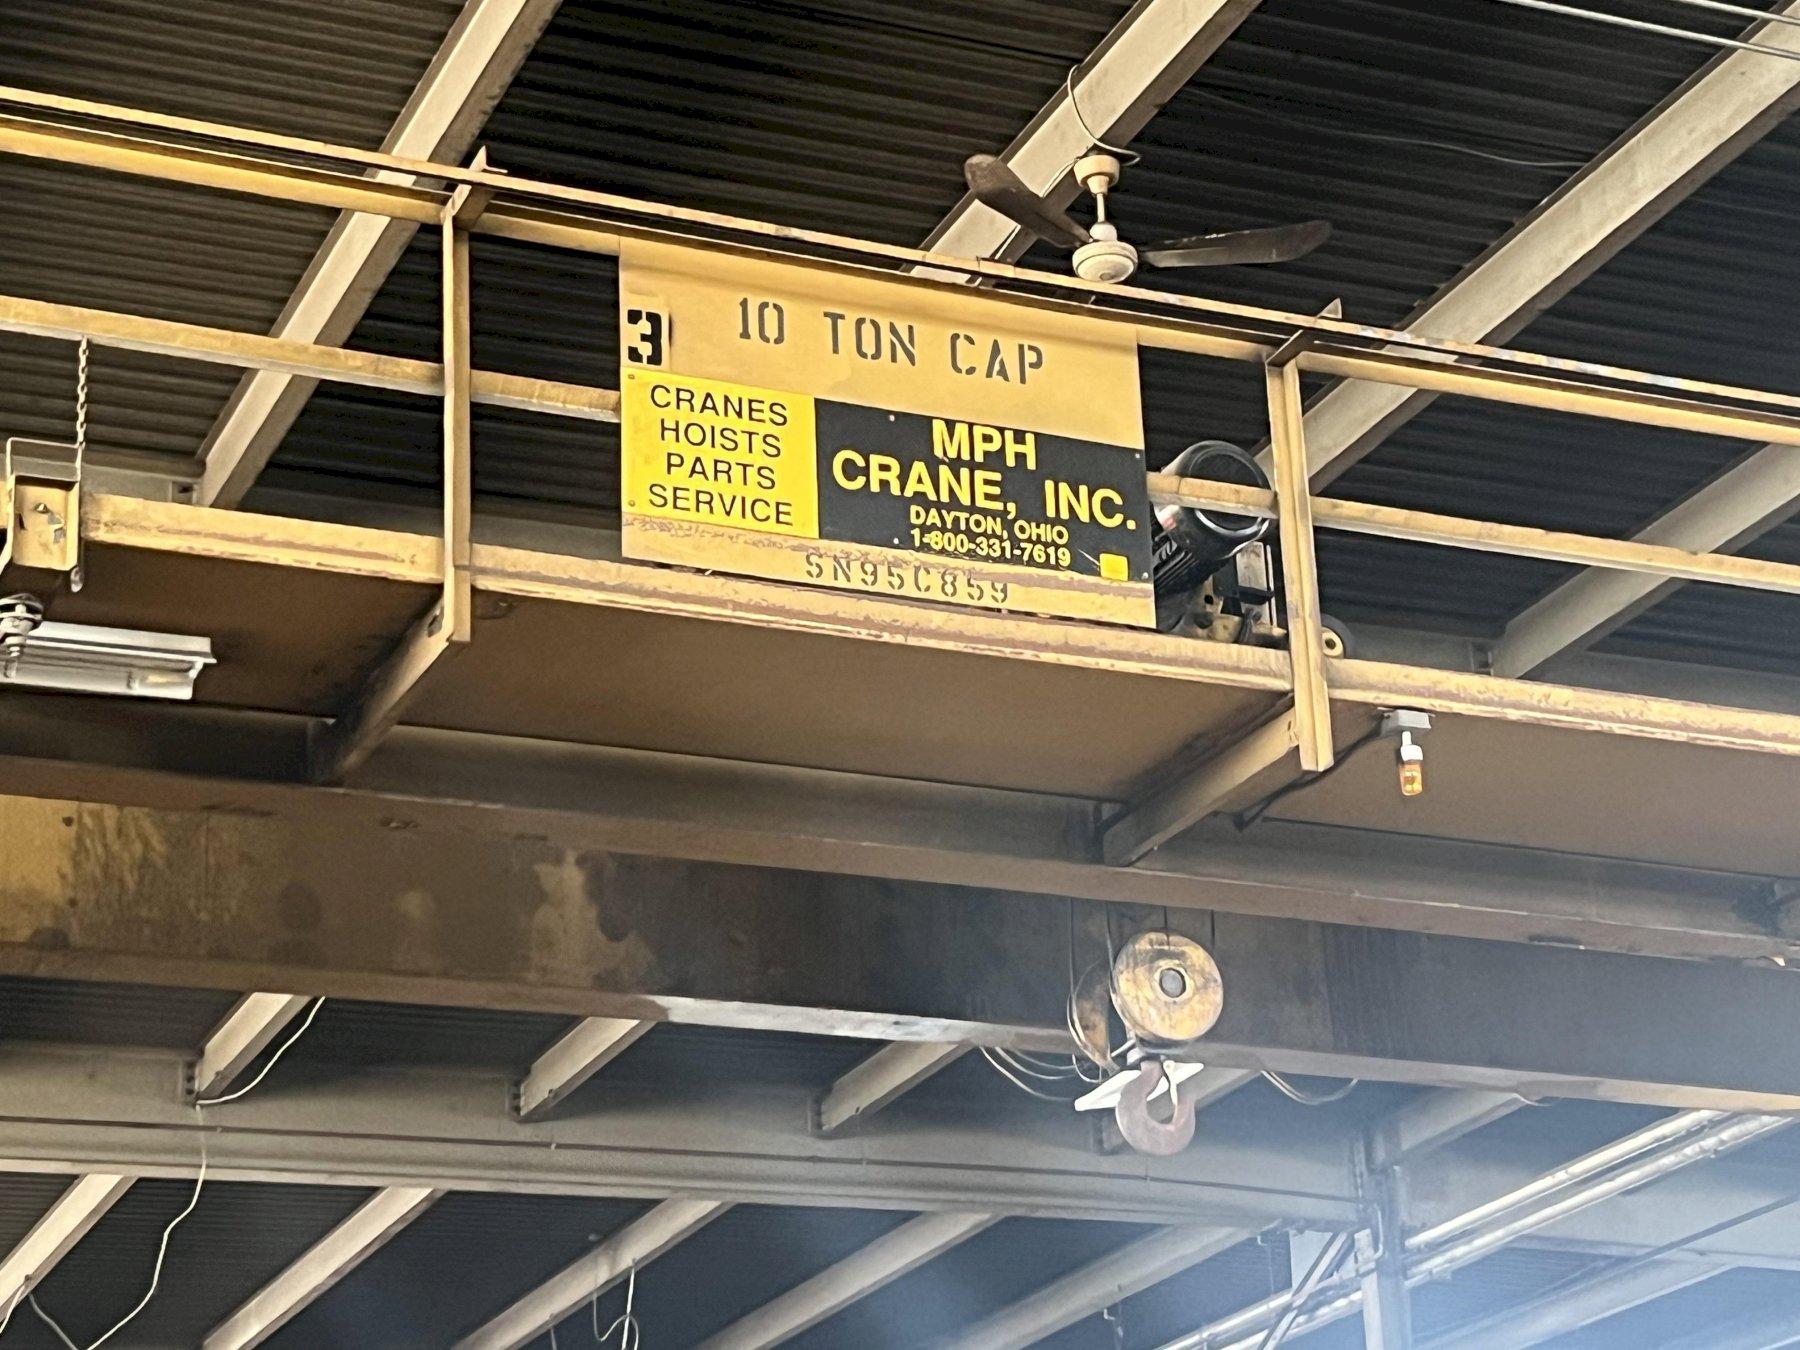 3
10 TON CAP
CRANES
HOISTS
PARTS
SERVICE
MPH
CRANE, INC.
DAYTON, OHIO
1-800-331-7619
SN95C859